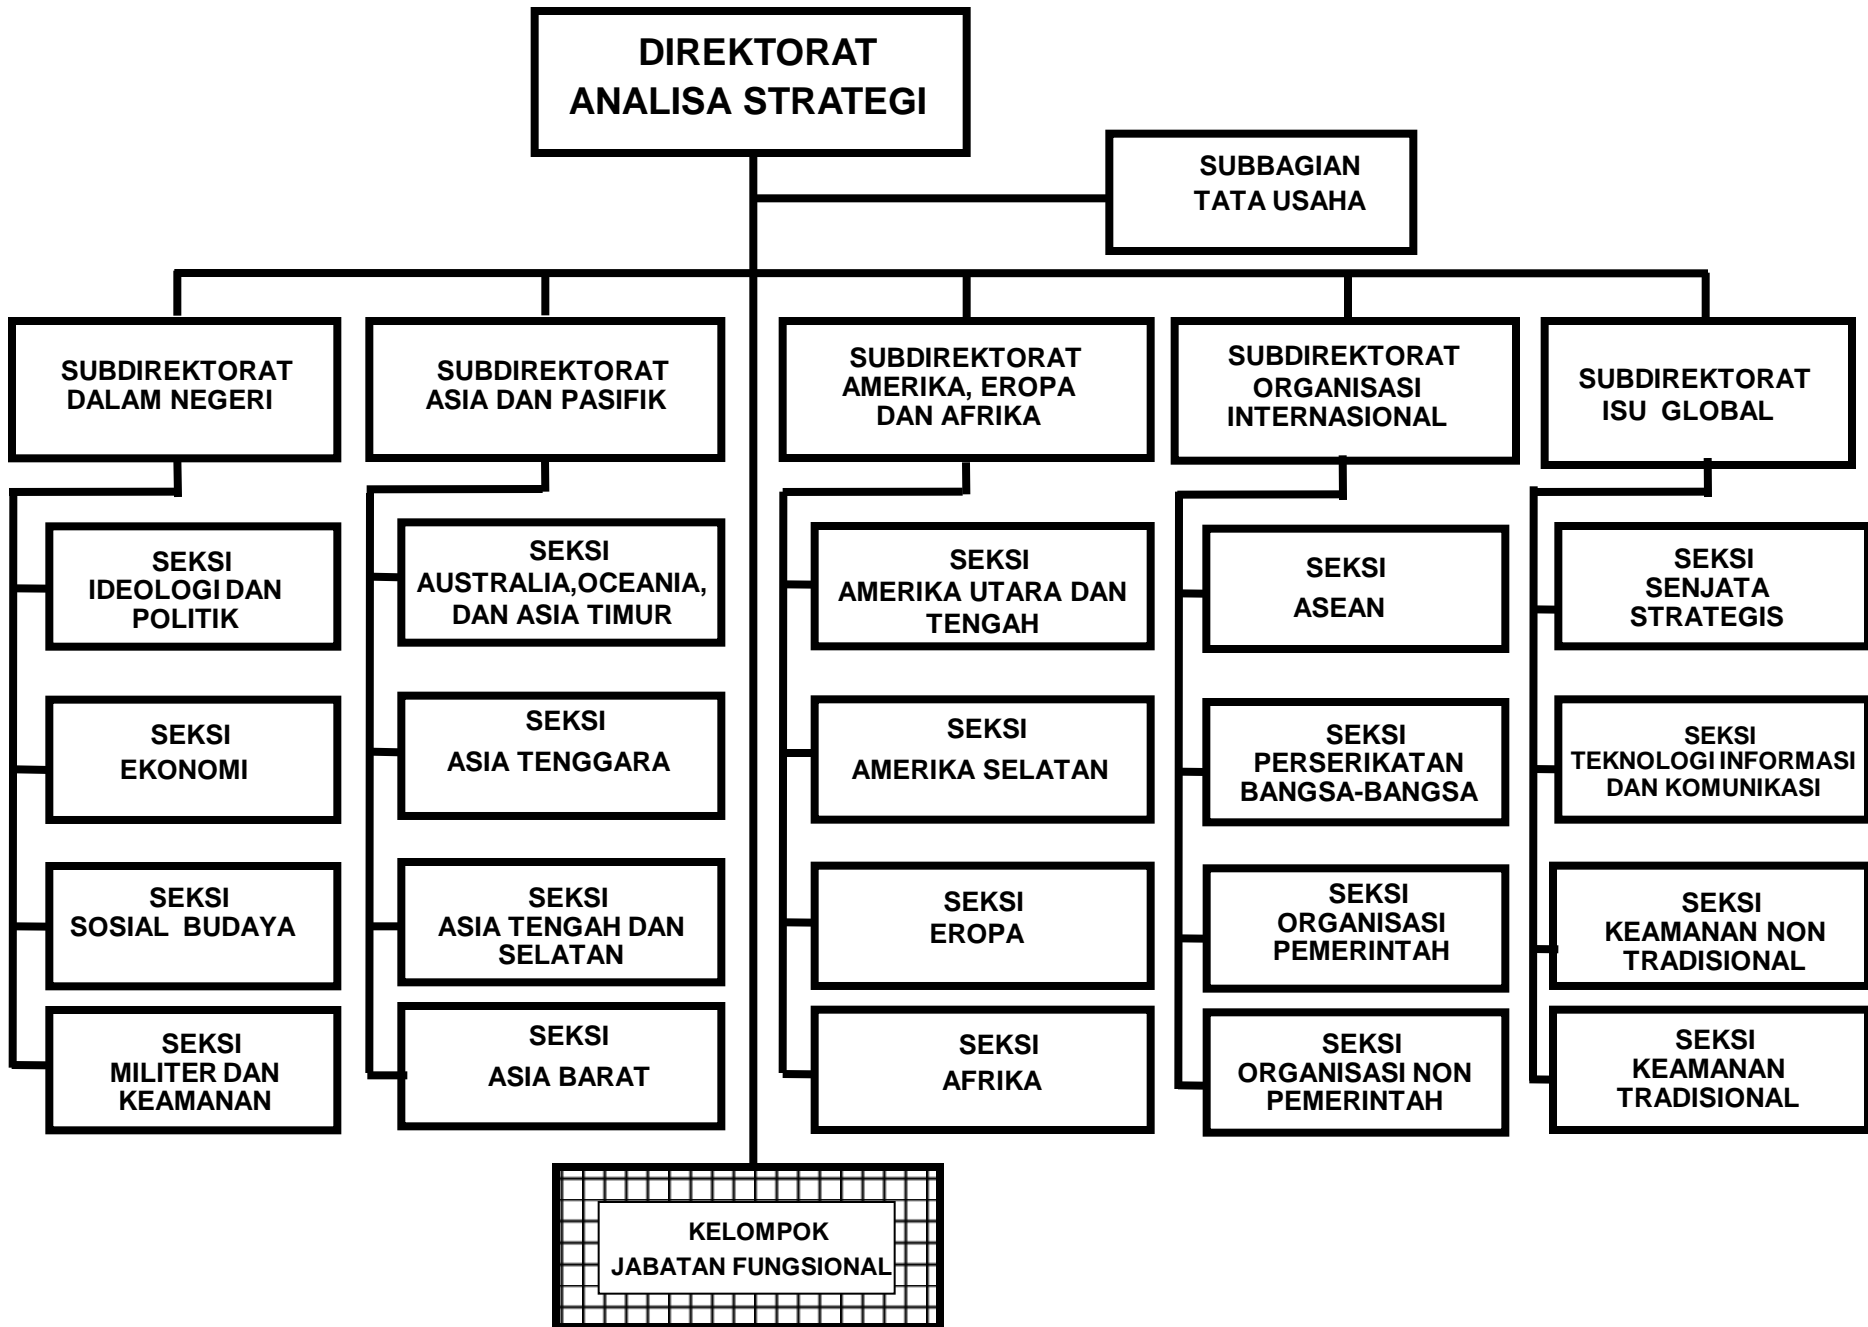 DIREKTORAT
ANALISA STRATEGI
SUBBAGIAN
TATA USAHA
SUBDIREKTORAT
DALAM NEGERI
SUBDIREKTORAT
ASIA DAN PASIFIK
SUBDIREKTORAT
AMERIKA, EROPA
DAN AFRIKA
SUBDIREKTORAT
ORGANISASI
INTERNASIONAL
SUBDIREKTORAT
ISU GLOBAL
SEKSI
IDEOLOGI DAN
POLITIK
SEKSI
AUSTRALIA,OCEANIA,
DAN ASIA TIMUR
SEKSI
AMERIKA UTARA DAN
TENGAH
SEKSI
ASEAN
SEKSI
SENJATA
STRATEGIS
SEKSI
EKONOMI
SEKSI
ASIA TENGGARA
SEKSI
AMERIKA SELATAN
SEKSI
PERSERIKATAN
BANGSA-BANGSA
SEKSI
TEKNOLOGI INFORMASI
DAN KOMUNIKASI
SEKSI
SOSIAL BUDAYA
SEKSI
ASIA TENGAH DAN
SELATAN
SEKSI
EROPA
SEKSI
ORGANISASI
PEMERINTAH
SEKSI
KEAMANAN NON
TRADISIONAL
SEKSI
MILITER DAN
KEAMANAN
SEKSI
ASIA BARAT
SEKSI
AFRIKA
SEKSI
ORGANISASI NON
PEMERINTAH
SEKSI
KEAMANAN
TRADISIONAL
KELOMPOK
JABATAN FUNGSIONAL